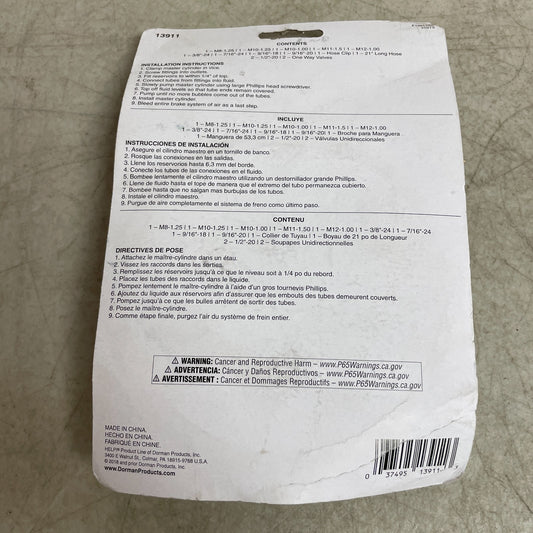 13911
CONTENTS
1 – M8-1.25 | 1 – M10-1.25 | 1 – M10-1.00 | 1 – M11-1.5 | 1 – M12-1.00
1 – 3/8"-24 | 1 – 7/16"-24 | 1 – 9/16"-18 | 1 – 9/16"-20 | 1 – Hose Clip | 1 – 21" Long Hose
2 – 1/2"-20 | 2 – One Way Valves
INSTALLATION INSTRUCTIONS
1. Clamp master cylinder in vice.
2. Screw fittings into outlets.
3. Fill reservoirs to within 1/4" of top.
4. Connect tubes from fittings into fluid.
5. Slowly pump master cylinder using large Phillips head screwdriver.
6. Top off fluid levels so that tube ends remain covered.
7. Pump until no more bubbles come out of the tubes.
8. Install master cylinder.
9. Bleed entire brake system of air as a last step.
INCLUYE
1 – M8-1.25 | 1 – M10-1.25 | 1 – M10-1.00 | 1 – M11-1.5 | 1 – M12-1.00
1 – 3/8"-24 | 1 – 7/16"-24 | 1 – 9/16"-18 | 1 – 9/16"-20 | 1 – Broche para Manguera
1 – Manguera de 53,3 cm | 2 – 1/2"-20 | 2 – Válvulas Unidireccionales
INSTRUCCIONES DE INSTALACIÓN
1. Asegure el cilindro maestro en un tornillo de banco.
2. Rosque las conexiones en las salidas.
3. Llene los reservorios hasta 6.3 mm del borde.
4. Conecte los tubos de las conexiones en el fluido.
5. Bombee lentamente el cilindro maestro utilizando un destornillador grande Phillips.
6. Llene de fluido hasta el tope de manera que el extremo del tubo permanezca cubierto.
7. Bombee hasta que no salgan mas burbujas de los tubos.
8. Instale el cilindro maestro.
9. Purgue de aire completamente el sistema de freno como último paso.
CONTENU
1 – M8-1.25 | 1 – M10-1.25 | 1 – M10-1.00 | 1 – M11-1.50 | 1 – M12-1.00 | 1 – 3/8"-24 | 1 – 7/16"-24
1 – 9/16"-18 | 1 – 9/16"-20 | 1 – Collier de Tuyau | 1 – Boyau de 21 po de Longueur
2 – 1/2"-20 | 2 – Soupapes Unidirectionnelles
DIRECTIVES DE POSE
1. Attachez le maître-cylindre dans un étau.
2. Vissez les raccords dans les sorties.
3. Remplissez les réservoirs jusqu'à ce que le niveau soit à 1/4 po du rebord.
4. Placez les tubes des raccords dans le liquide.
5. Pompez lentement le maître-cylindre à l'aide d'un gros tournevis Phillips.
6. Ajoutez du liquide aux réservoirs afin d'assurer que les embouts des tubes demeurent couverts.
7. Pompez jusqu'à ce que les bulles arrêtent de sortir des tubes.
8. Posez le maître-cylindre.
9. Comme étape finale, purgez l'air du système de frein entier.
⚠ WARNING: Cancer and Reproductive Harm – www.P65Warnings.ca.gov
⚠ ADVERTENCIA: Cáncer y Daños Reproductivos – www.P65Warnings.ca.gov
⚠ AVERTISSEMENT : Cancer et Dommages Reproductifs – www.P65Warnings.ca.gov
MADE IN CHINA.
HECHO EN CHINA.
FABRIQUÉ EN CHINE.
HELP!® Product Line of Dorman Products, Inc.
3400 E Walnut St., Colmar, PA 18915-9768 U.S.A.
© 2018 and prior Dorman Products, Inc.
www.DormanProducts.com
0 37495 13911